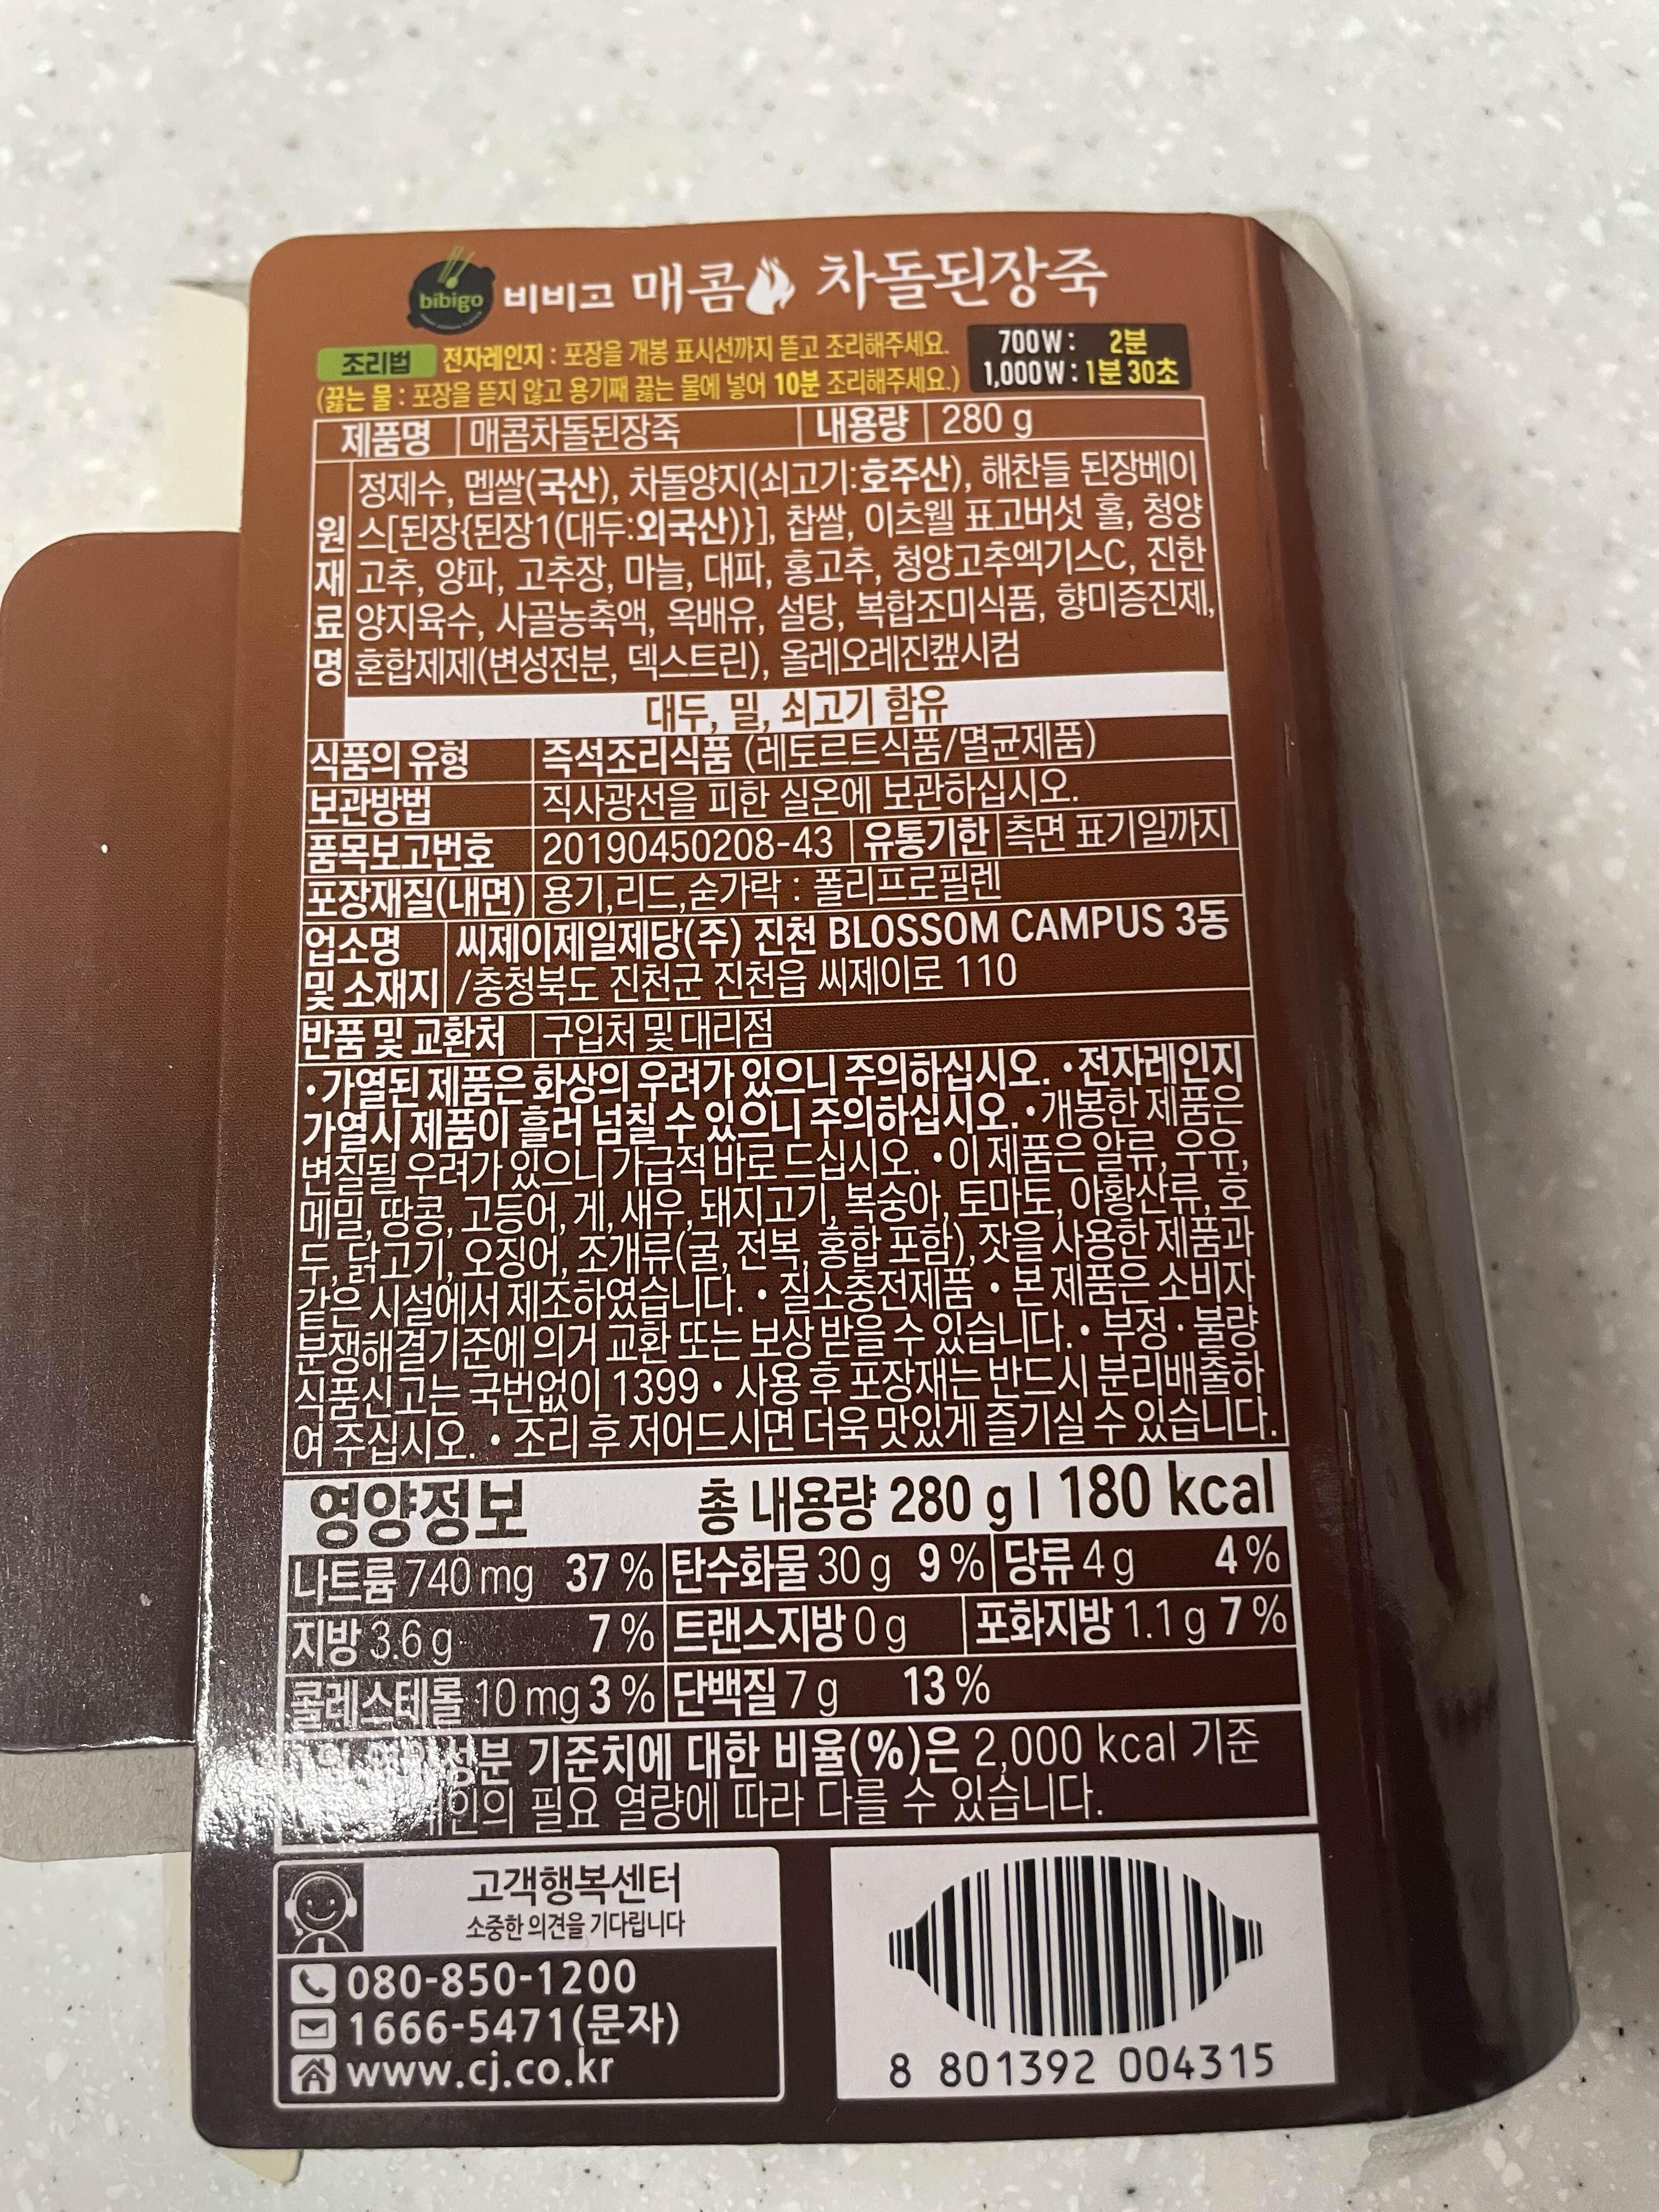 bibigo 비비고 매콤 차돌된장죽
조리법 전자레인지 : 포장을 개봉 표시선까지 뜯고 조리해주세요. 700W : 2분
(끓는 물 : 포장을 뜯지 않고 용기째 끓는 물에 넣어 10분 조리해주세요.) 1,000W : 1분 30초
제품명 매콤차돌된장죽 내용량 280 g
원재료명
정제수, 멥쌀(국산), 차돌양지(쇠고기:호주산), 해찬들 된장베이
스[된장{된장1(대두:외국산)}], 찹쌀, 이츠웰 표고버섯 홀, 청양
고추, 양파, 고추장, 마늘, 대파, 홍고추, 청양고추엑기스C, 진한
양지육수, 사골농축액, 옥배유, 설탕, 복합조미식품, 향미증진제,
혼합제제(변성전분, 덱스트린), 올레오레진캪시컴
대두, 밀, 쇠고기 함유
식품의 유형 즉석조리식품 (레토르트식품/멸균제품)
보관방법 직사광선을 피한 실온에 보관하십시오.
품목보고번호 20190450208-43 유통기한 측면 표기일까지
포장재질(내면) 용기,리드,숟가락 : 폴리프로필렌
업소명 씨제이제일제당(주) 진천 BLOSSOM CAMPUS 3동
및 소재지 /충청북도 진천군 진천읍 씨제이로 110
반품 및 교환처 구입처 및 대리점
•가열된 제품은 화상의 우려가 있으니 주의하십시오. •전자레인지
가열시 제품이 흘러 넘칠 수 있으니 주의하십시오. •개봉한 제품은
변질될 우려가 있으니 가급적 바로 드십시오. •이 제품은 알류, 우유,
메밀, 땅콩, 고등어, 게, 새우, 돼지고기, 복숭아, 토마토, 아황산류, 호
두, 닭고기, 오징어, 조개류(굴, 전복, 홍합 포함), 잣을 사용한 제품과
같은 시설에서 제조하였습니다. • 질소충전제품 • 본 제품은 소비자
분쟁해결기준에 의거 교환 또는 보상 받을 수 있습니다. • 부정·불량
식품신고는 국번없이 1399 • 사용 후 포장재는 반드시 분리배출하
여 주십시오. • 조리 후 저어드시면 더욱 맛있게 즐기실 수 있습니다.
영양정보 총 내용량 280 g | 180 kcal
나트륨 740 mg 37 % 탄수화물 30 g 9 % 당류 4 g 4 %
지방 3.6 g 7 % 트랜스지방 0 g 포화지방 1.1 g 7 %
콜레스테롤 10 mg 3 % 단백질 7 g 13 %
기준치에 대한 비율(%)은 2,000 kcal 기준
필요 열량에 따라 다를 수 있습니다.
고객행복센터
소중한 의견을 기다립니다
080-850-1200
1666-5471(문자)
www.cj.co.kr
8 801392 004315